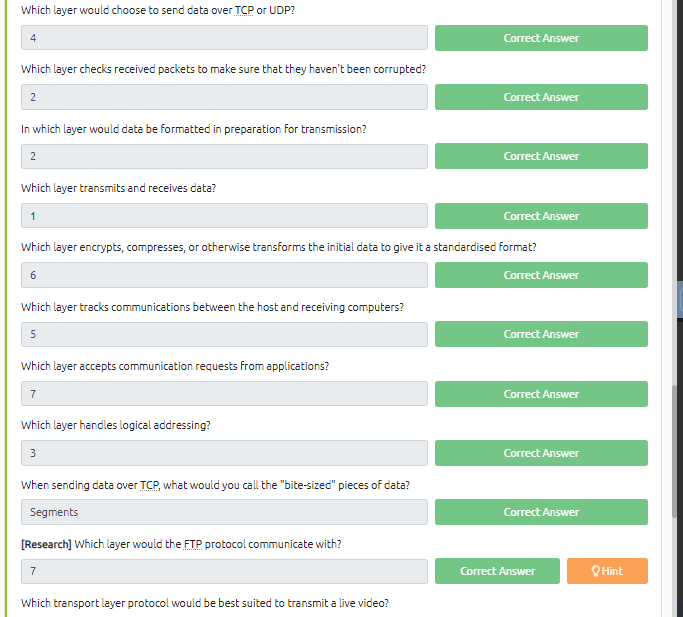 Which layer would choose to send data over TCP or UDP?
4 Correct Answer
Which layer checks received packets to make sure that they haven't been corrupted?
2 Correct Answer
In which layer would data be formatted in preparation for transmission?
2 Correct Answer
Which layer transmits and receives data?
1 Correct Answer
Which layer encrypts, compresses, or otherwise transforms the initial data to give it a standardised format?
6 Correct Answer
Which layer tracks communications between the host and receiving computers?
5 Correct Answer
Which layer accepts communication requests from applications?
7 Correct Answer
Which layer handles logical addressing?
3 Correct Answer
When sending data over TCP, what would you call the "bite-sized" pieces of data?
Segments Correct Answer
[Research] Which layer would the FTP protocol communicate with?
7 Correct Answer Hint
Which transport layer protocol would be best suited to transmit a live video?